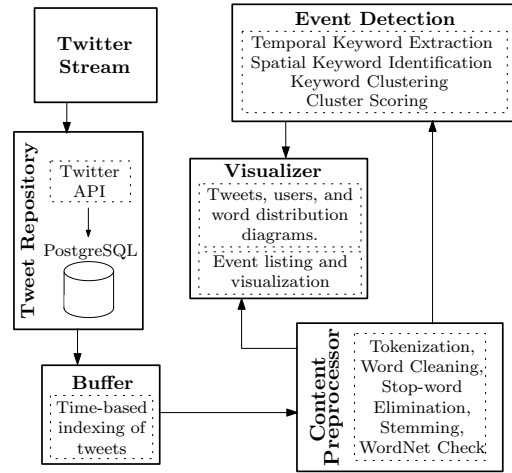 Twitter
Stream
Tweet Repository
Twitter
API
PostgreSQL
Buffer
Time-based
indexing of
tweets
Event Detection
Temporal Keyword Extraction
Spatial Keyword Identification
Keyword Clustering
Cluster Scoring
Visualizer
Tweets, users, and
word distribution
diagrams.
Event listing and
visualization
Content
Preprocessor
Tokenization,
Word Cleaning,
Stop-word
Elimination,
Stemming,
WordNet Check